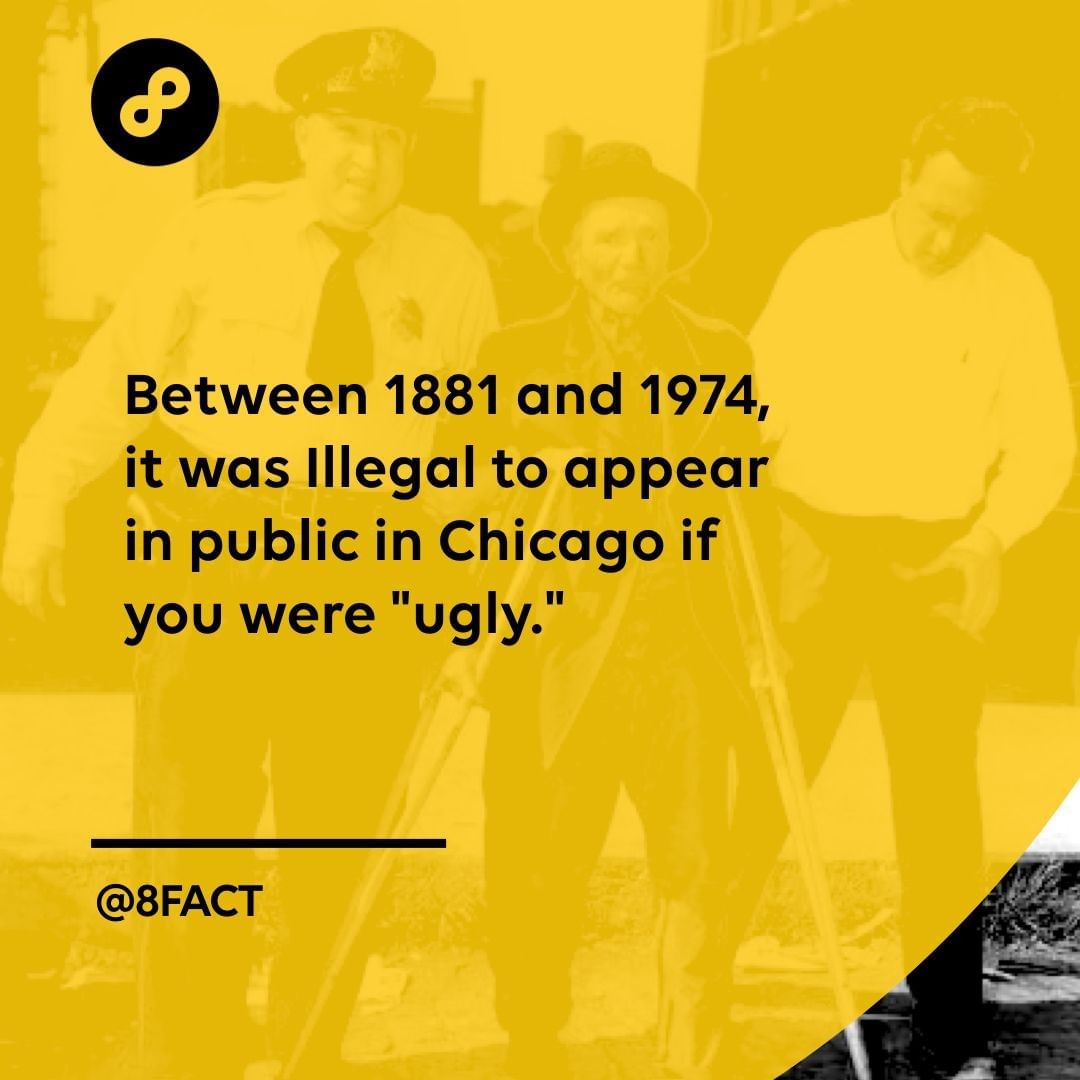 Between 1881 and 1974,
it was Illegal to appear
in public in Chicago if
you were "ugly."
@8FACT